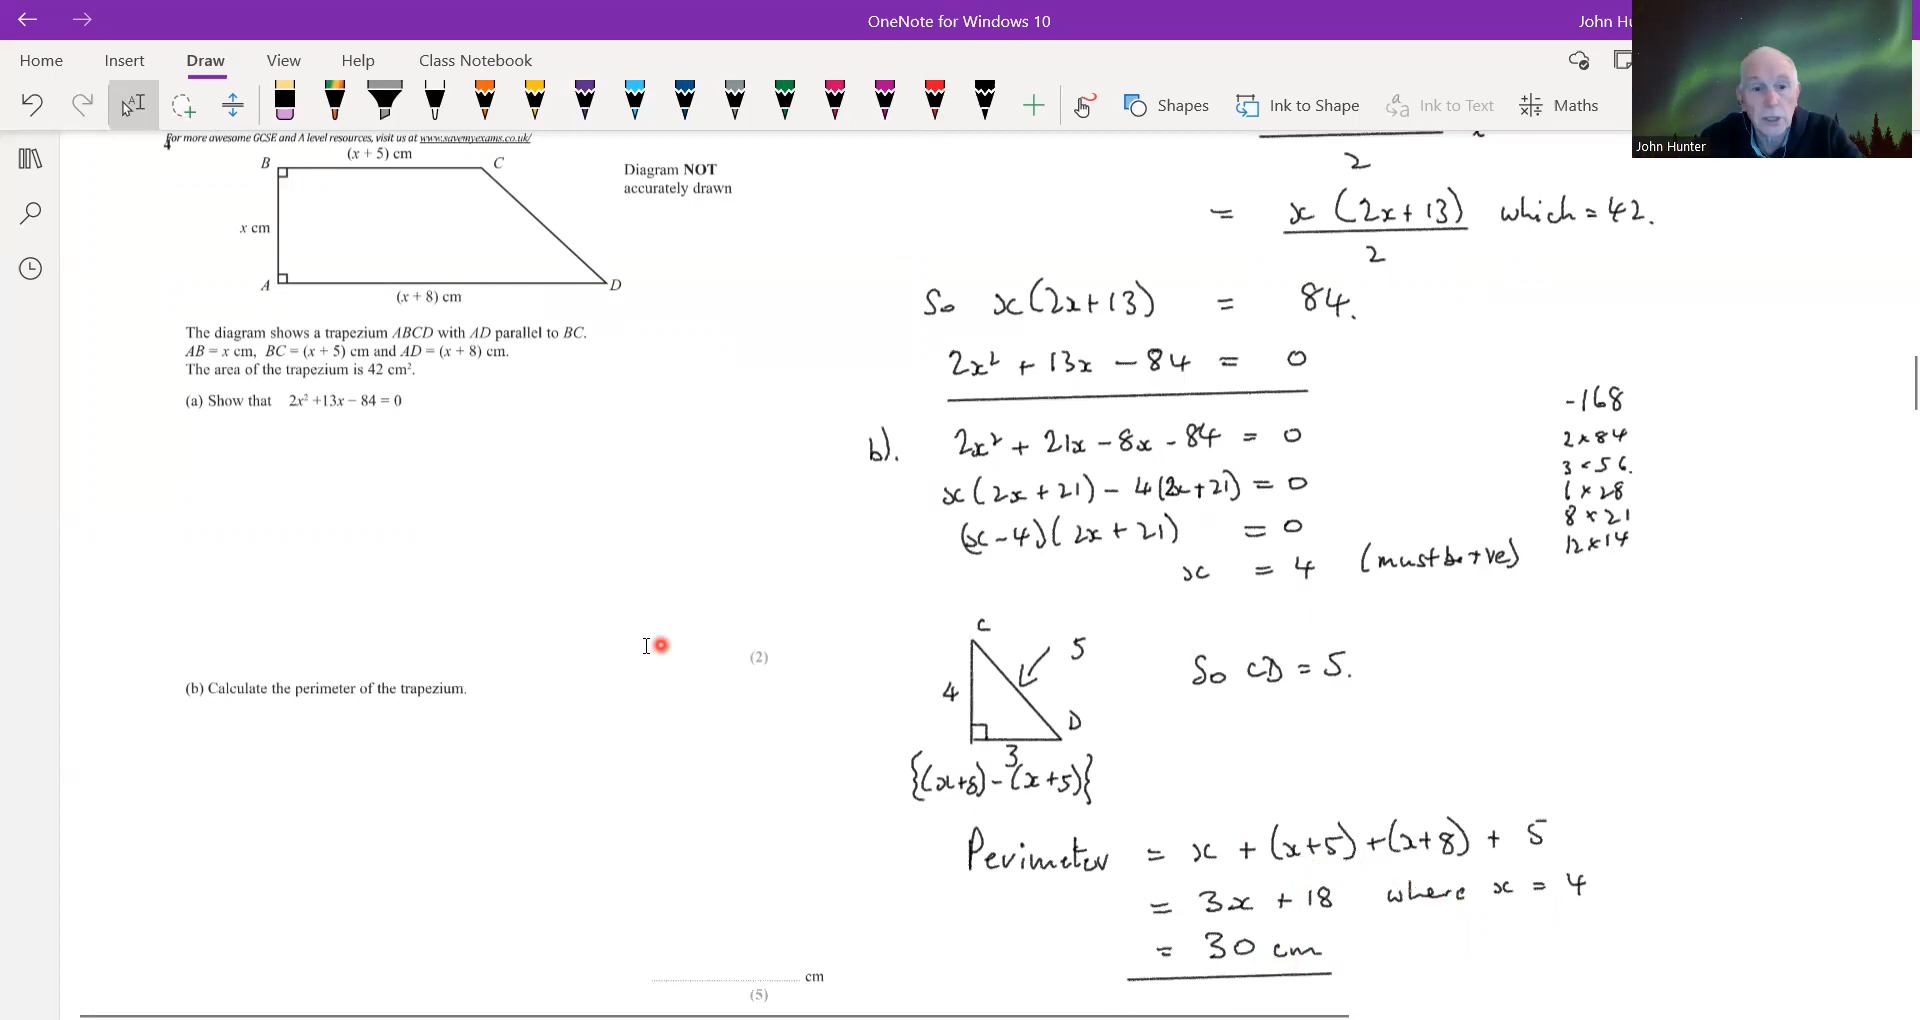 OneNote for Windows 10
John Hu
Home Insert Draw View Help Class Notebook
Shapes Ink to Shape Ink to Text Maths
John Hunter
For more awesome GCSE and A level resources, visit us at www.savemyexams.co.uk/
4
(x + 5) cm
B
C
Diagram NOT
accurately drawn
x cm
A
D
(x + 8) cm
The diagram shows a trapezium ABCD with AD parallel to BC.
AB = x cm, BC = (x + 5) cm and AD = (x + 8) cm.
The area of the trapezium is 42 cm².
(a) Show that 2x² +13x − 84 = 0
(2)
(b) Calculate the perimeter of the trapezium.
cm
(5)
2
= x (2x+13) which = 42.
2
So x(2x+13) = 84.
2x² + 13x − 84 = 0
b). 2x² + 21x − 8x − 84 = 0
x(2x + 21) − 4(2x+21) = 0
(x − 4)(2x + 21) = 0
x = 4 (must be +ve)
-168
2 × 84
3 × 56.
6 × 28
8 × 21
12 × 14
C
5
4
D
3
So CD = 5.
{(x+8) − (x+5)}
Perimeter = x + (x+5) + (x+8) + 5
= 3x + 18 where x = 4
= 30 cm